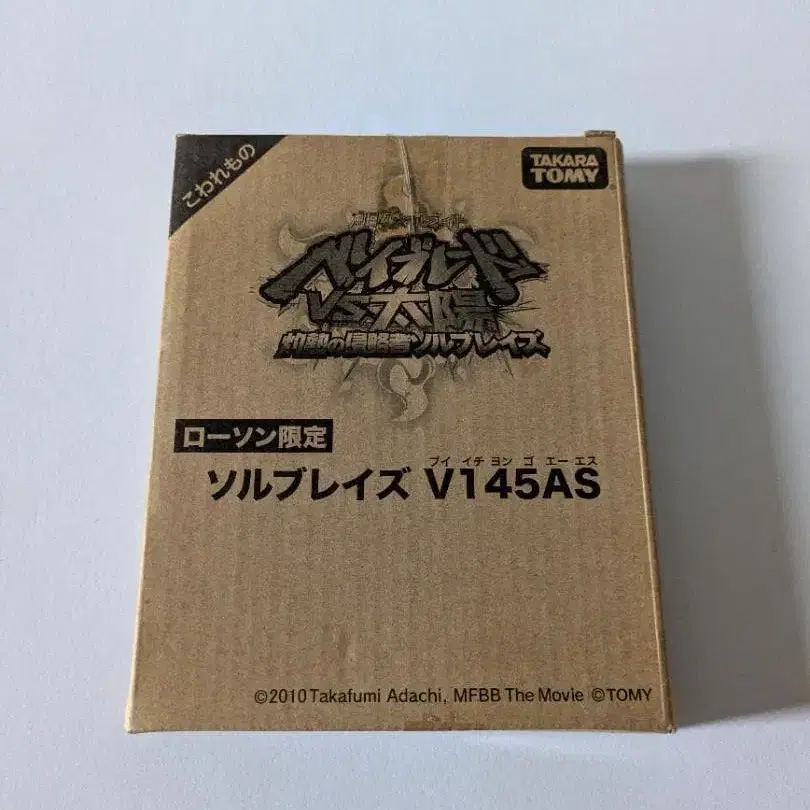 こわれもの
TAKARA
TOMY
ベイブレード
VS太陽
灼熱の侵略者ソルブレイズ
ローソン限定
ブイ イチ ヨン ゴ エー エス
ソルブレイズ V145AS
©2010 Takafumi Adachi, MFBB The Movie ©TOMY